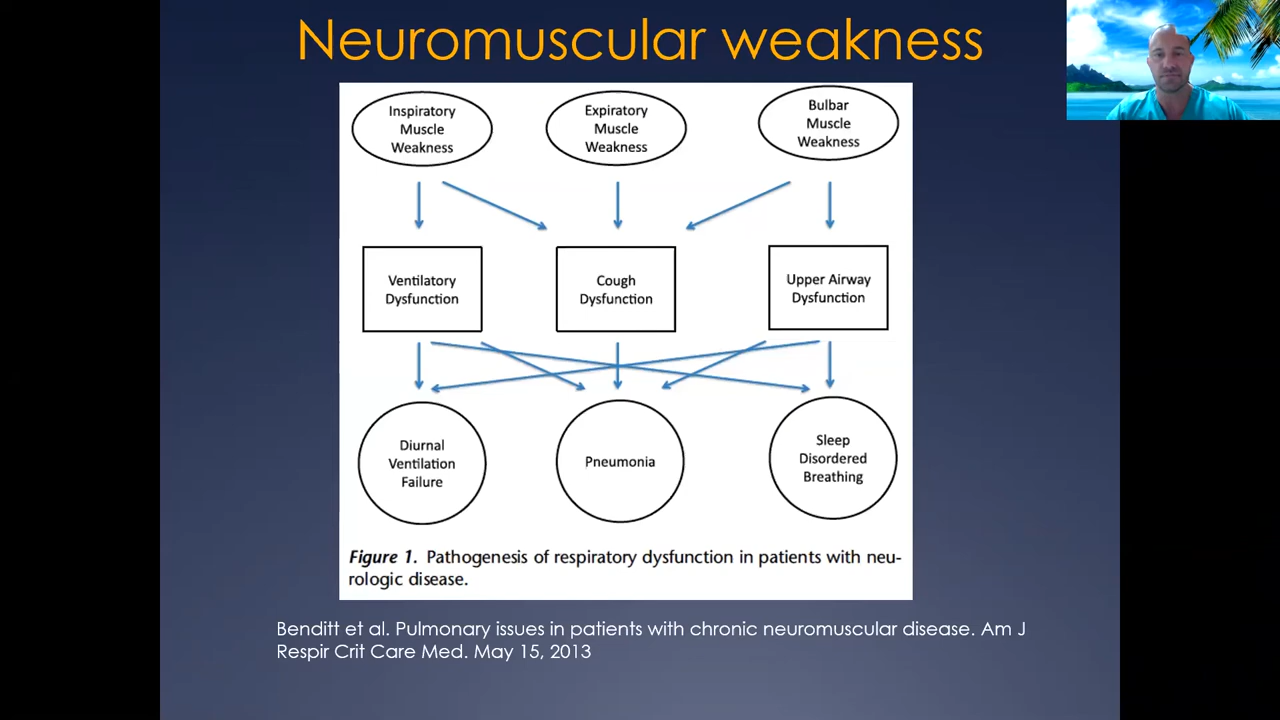 Neuromuscular weakness
Inspiratory
Muscle
Weakness
Expiratory
Muscle
Weakness
Bulbar
Muscle
Weakness
Ventilatory
Dysfunction
Cough
Dysfunction
Upper Airway
Dysfunction
Diurnal
Ventilation
Failure
Pneumonia
Sleep
Disordered
Breathing
Figure 1. Pathogenesis of respiratory dysfunction in patients with neu-
rologic disease.
Benditt et al. Pulmonary issues in patients with chronic neuromuscular disease. Am J
Respir Crit Care Med. May 15, 2013